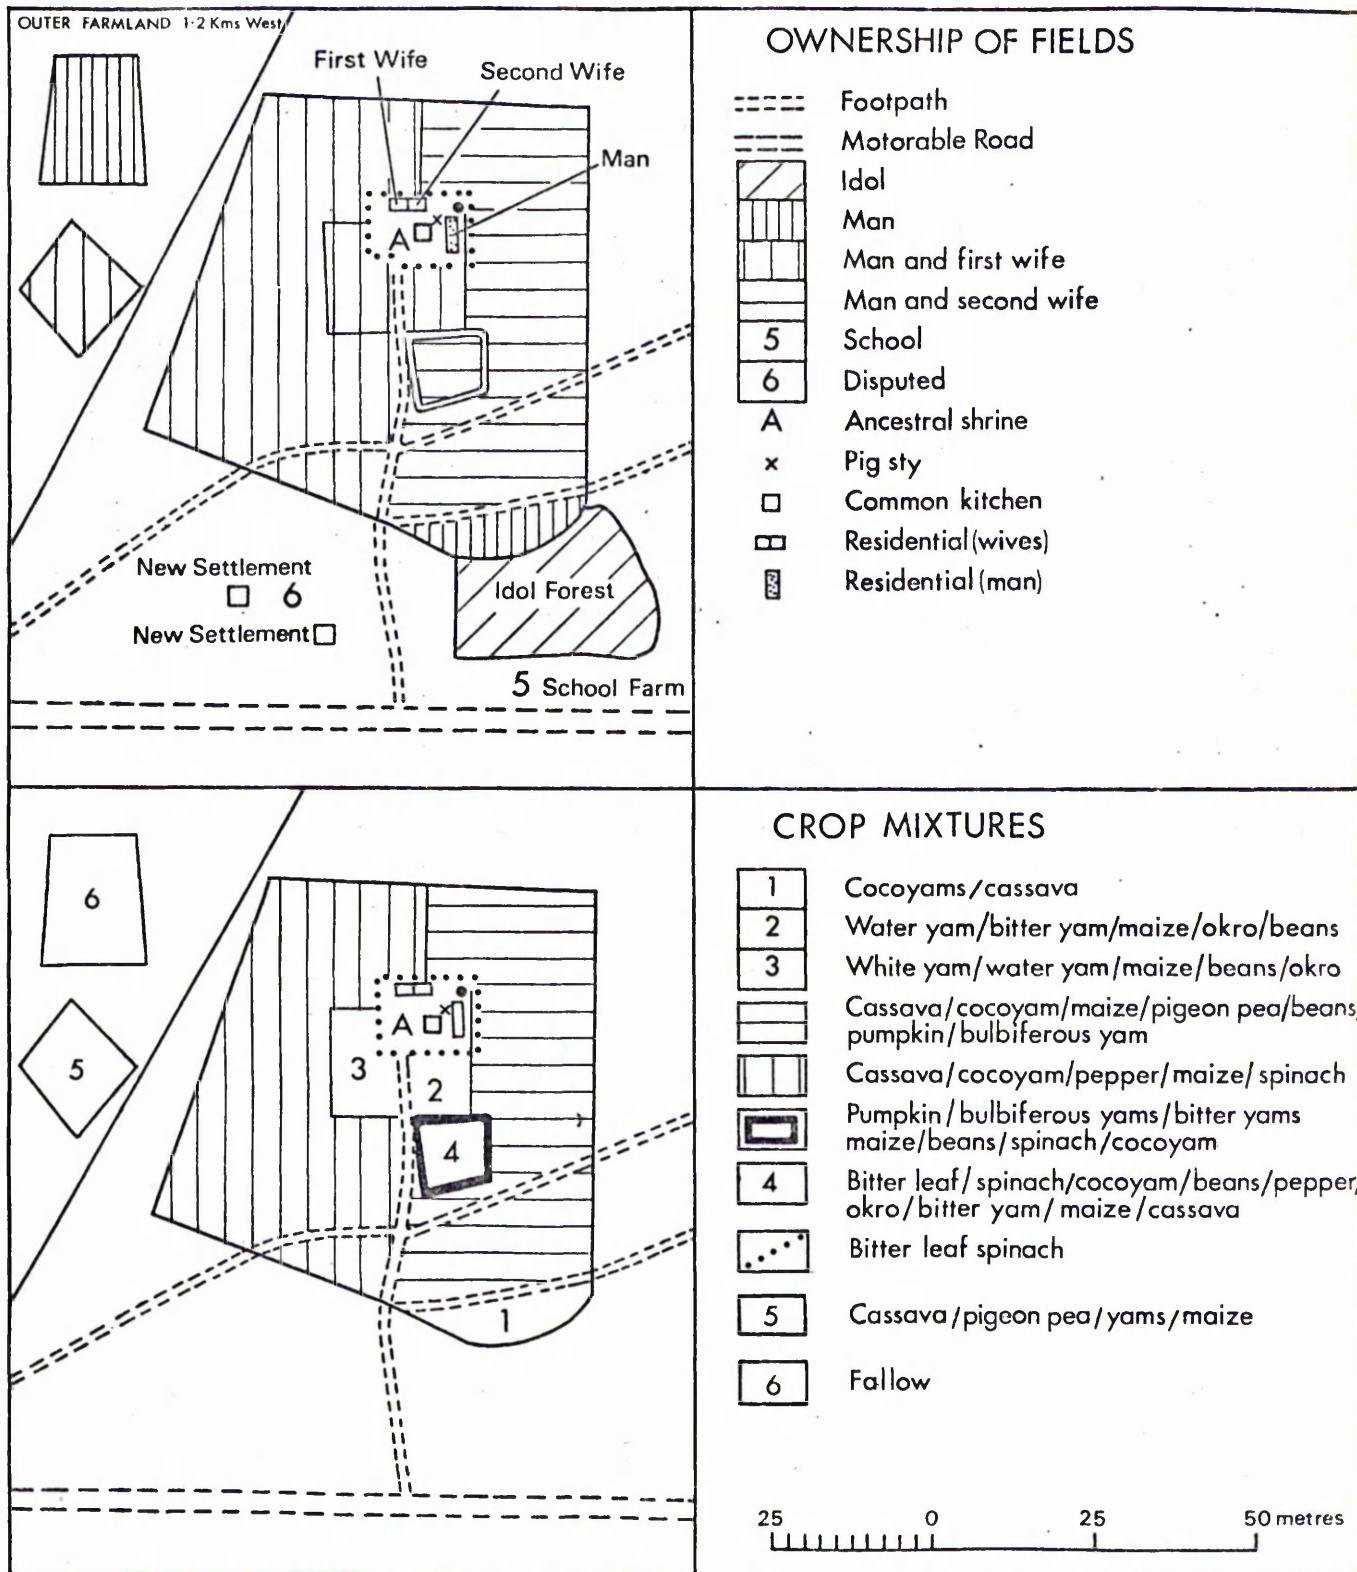 OUTER FARMLAND 1·2 Kms West
First Wife
Second Wife
Man
A
x
New Settlement
6
New Settlement
Idol Forest
5 School Farm
OWNERSHIP OF FIELDS
Footpath
Motorable Road
Idol
Man
Man and first wife
Man and second wife
5 School
6 Disputed
A Ancestral shrine
x Pig sty
Common kitchen
Residential (wives)
Residential (man)
6
5
A
x
3
2
4
1
CROP MIXTURES
1 Cocoyams/cassava
2 Water yam/bitter yam/maize/okro/beans
3 White yam/water yam/maize/beans/okro
Cassava/cocoyam/maize/pigeon pea/beans/
pumpkin/bulbiferous yam
Cassava/cocoyam/pepper/maize/spinach
Pumpkin/bulbiferous yams/bitter yams
maize/beans/spinach/cocoyam
4 Bitter leaf/spinach/cocoyam/beans/pepper/
okro/bitter yam/maize/cassava
Bitter leaf spinach
5 Cassava/pigeon pea/yams/maize
6 Fallow
25 0 25 50 metres